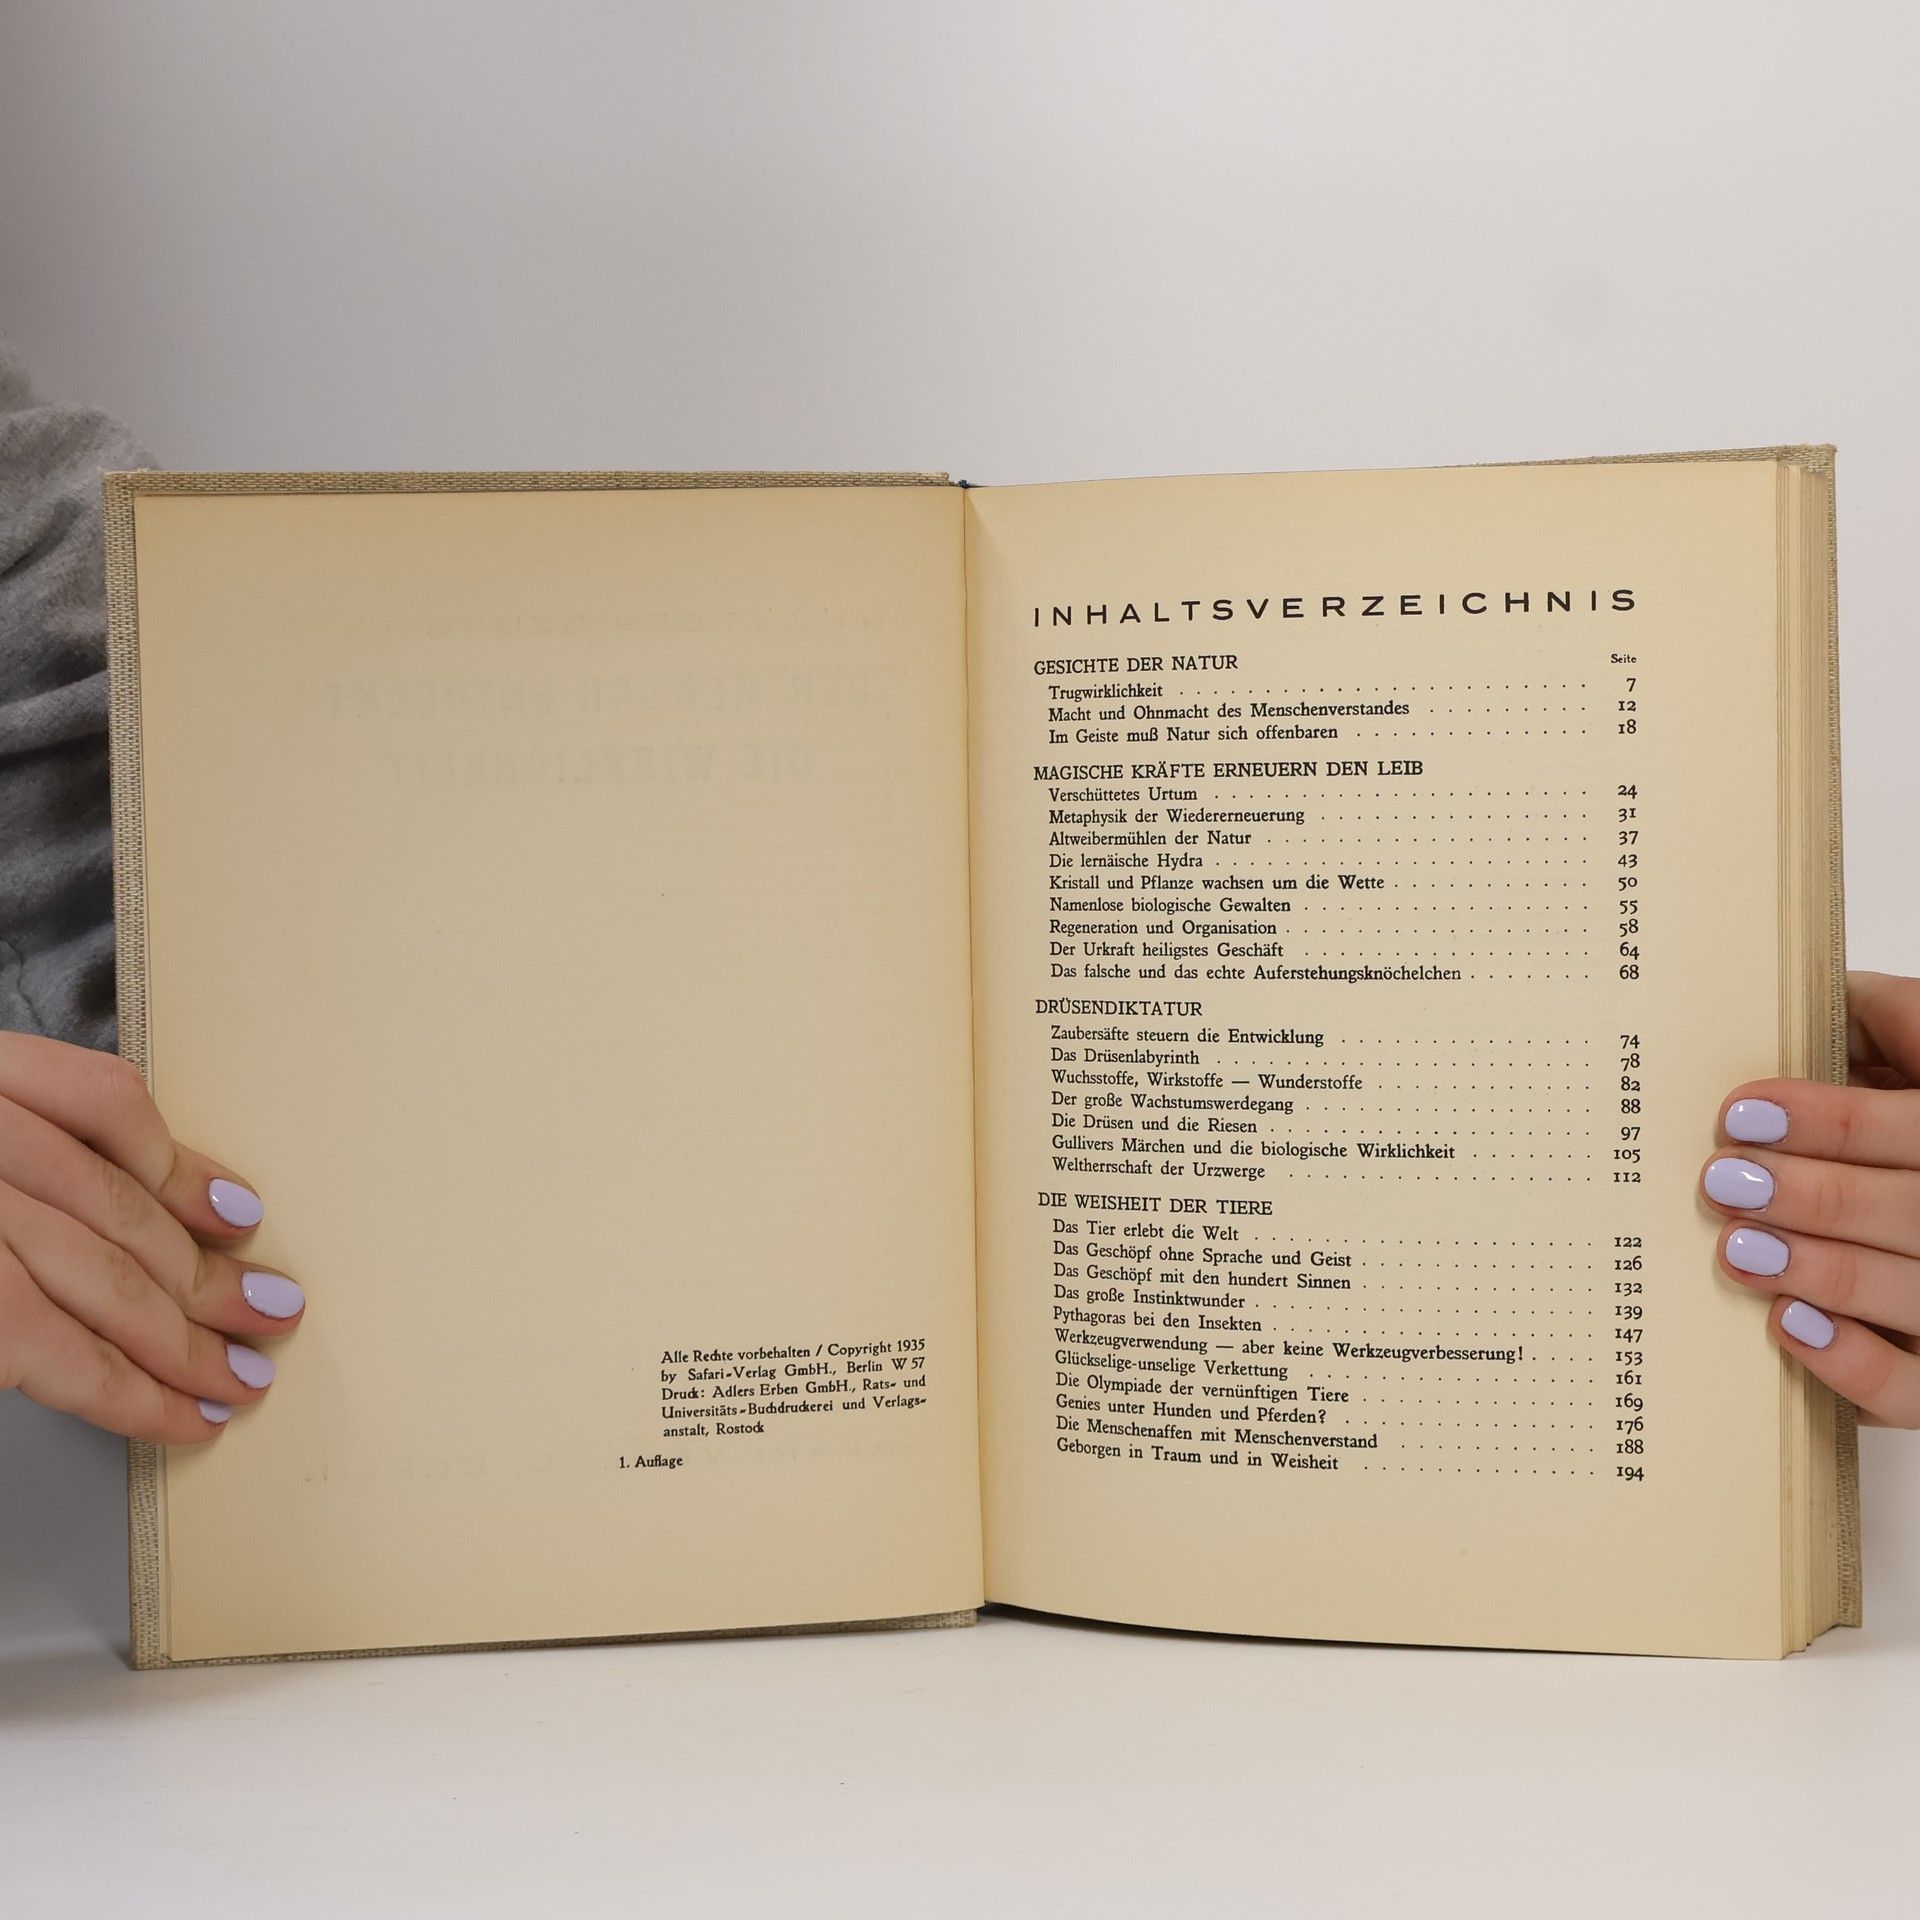 Alle Rechte vorbehalten / Copyright 1935
by Safari-Verlag GmbH., Berlin W 57
Druck: Adlers Erben GmbH., Rats- und
Universitäts-Buchdruckerei und Verlags-
anstalt, Rostock
1. Auflage
INHALTSVERZEICHNIS
GESICHTE DER NATUR Seite
Trugwirklichkeit . . . . . . . . . . . . . . . . . . . . . . . 7
Macht und Ohnmacht des Menschenverstandes . . . . . . . . . 12
Im Geiste muß Natur sich offenbaren . . . . . . . . . . . . . 18
MAGISCHE KRÄFTE ERNEUERN DEN LEIB
Verschüttetes Urtum . . . . . . . . . . . . . . . . . . . . . 24
Metaphysik der Wiedererneuerung . . . . . . . . . . . . . . . 31
Altweibermühlen der Natur . . . . . . . . . . . . . . . . . . 37
Die lernäische Hydra . . . . . . . . . . . . . . . . . . . . . 43
Kristall und Pflanze wachsen um die Wette . . . . . . . . . . . 50
Namenlose biologische Gewalten . . . . . . . . . . . . . . . . 55
Regeneration und Organisation . . . . . . . . . . . . . . . . . 58
Der Urkraft heiligstes Geschäft . . . . . . . . . . . . . . . . 64
Das falsche und das echte Auferstehungsknöchelchen . . . . . . . 68
DRÜSENDIKTATUR
Zaubersäfte steuern die Entwicklung . . . . . . . . . . . . . . 74
Das Drüsenlabyrinth . . . . . . . . . . . . . . . . . . . . . 78
Wuchsstoffe, Wirkstoffe — Wunderstoffe . . . . . . . . . . . . 82
Der große Wachstumswerdegang . . . . . . . . . . . . . . . . 88
Die Drüsen und die Riesen . . . . . . . . . . . . . . . . . . 97
Gullivers Märchen und die biologische Wirklichkeit . . . . . . . 105
Weltherrschaft der Urzwerge . . . . . . . . . . . . . . . . . 112
DIE WEISHEIT DER TIERE
Das Tier erlebt die Welt . . . . . . . . . . . . . . . . . . . 122
Das Geschöpf ohne Sprache und Geist . . . . . . . . . . . . . 126
Das Geschöpf mit den hundert Sinnen . . . . . . . . . . . . . 132
Das große Instinktwunder . . . . . . . . . . . . . . . . . . . 139
Pythagoras bei den Insekten . . . . . . . . . . . . . . . . . . 147
Werkzeugverwendung — aber keine Werkzeugverbesserung! . . . . 153
Glückselige-unselige Verkettung . . . . . . . . . . . . . . . . 161
Die Olympiade der vernünftigen Tiere . . . . . . . . . . . . . 169
Genies unter Hunden und Pferden? . . . . . . . . . . . . . . 176
Die Menschenaffen mit Menschenverstand . . . . . . . . . . . 188
Geborgen in Traum und in Weisheit . . . . . . . . . . . . . 194